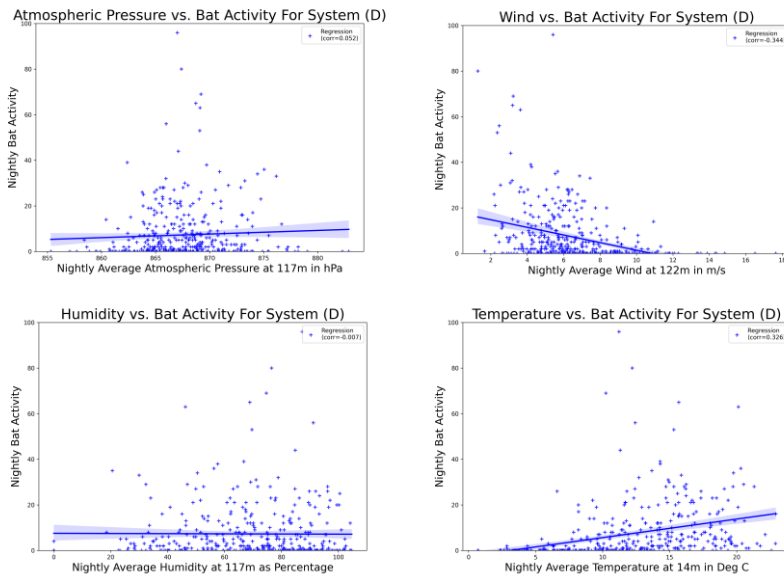 Atmospheric Pressure vs. Bat Activity For System (D)
100
80
60
40
20
0
Nightly Bat Activity
Regression
(corr=0.052)
855 860 865 870 875 880
Nightly Average Atmospheric Pressure at 117m in hPa
Wind vs. Bat Activity For System (D)
100
80
60
40
20
0
Nightly Bat Activity
Regression
(corr=-0.344
2 4 6 8 10 12 14 16 18
Nightly Average Wind at 122m in m/s
Humidity vs. Bat Activity For System (D)
100
80
60
40
20
0
Nightly Bat Activity
Regression
(corr=-0.007)
0 20 40 60 80 100
Nightly Average Humidity at 117m as Percentage
Temperature vs. Bat Activity For System (D)
100
80
60
40
20
0
Nightly Bat Activity
Regression
(corr=0.326
0 5 10 15 20
Nightly Average Temperature at 14m in Deg C